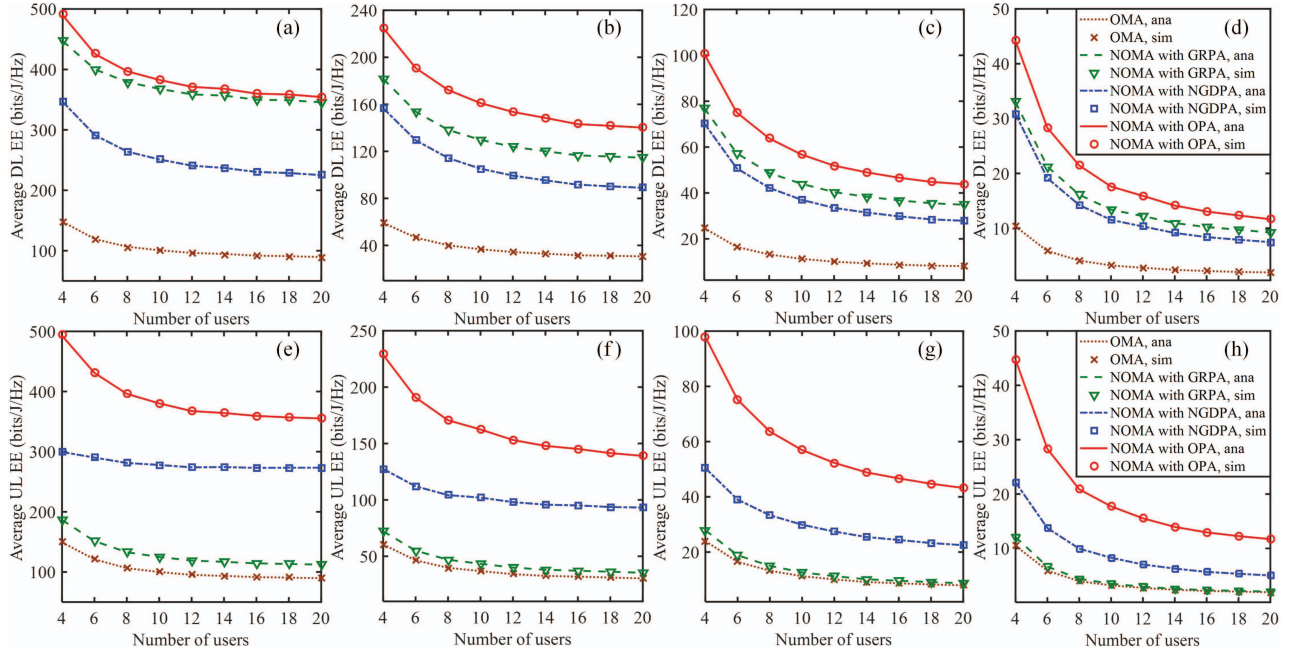 Average DL EE (bits/J/Hz)
500
400
300
200
100
(a)
4 6 8 10 12 14 16 18 20
Number of users
Average DL EE (bits/J/Hz)
240
200
160
120
80
40
(b)
4 6 8 10 12 14 16 18 20
Number of users
Average DL EE (bits/J/Hz)
120
100
80
60
40
20
(c)
4 6 8 10 12 14 16 18 20
Number of users
Average DL EE (bits/J/Hz)
50
40
30
20
10
(d)
OMA, ana
OMA, sim
NOMA with GRPA, ana
NOMA with GRPA, sim
NOMA with NGDPA, ana
NOMA with NGDPA, sim
NOMA with OPA, ana
NOMA with OPA, sim
4 6 8 10 12 14 16 18 20
Number of users
Average UL EE (bits/J/Hz)
500
400
300
200
100
(e)
4 6 8 10 12 14 16 18 20
Number of users
Average UL EE (bits/J/Hz)
250
200
150
100
50
(f)
4 6 8 10 12 14 16 18 20
Number of users
Average UL EE (bits/J/Hz)
100
80
60
40
20
(g)
4 6 8 10 12 14 16 18 20
Number of users
Average UL EE (bits/J/Hz)
50
40
30
20
10
(h)
OMA, ana
OMA, sim
NOMA with GRPA, ana
NOMA with GRPA, sim
NOMA with NGDPA, ana
NOMA with NGDPA, sim
NOMA with OPA, ana
NOMA with OPA, sim
4 6 8 10 12 14 16 18 20
Number of users